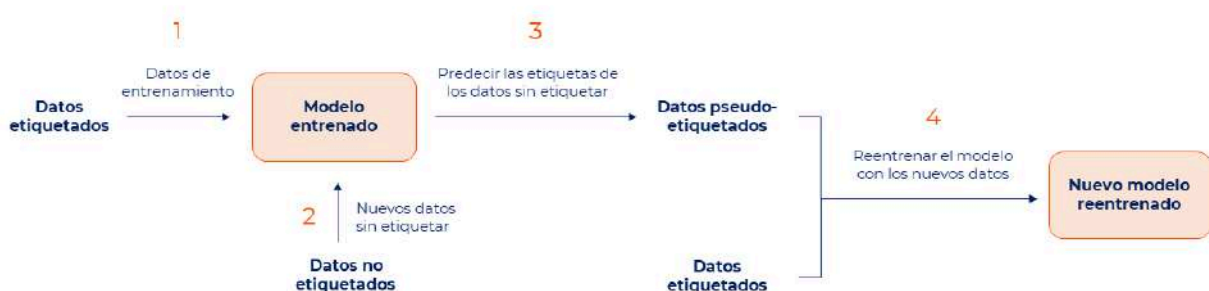 1
Datos de
entrenamiento
Datos
etiquetados
Modelo
entrenado
2
Nuevos datos
sin etiquetar
Datos no
etiquetados
3
Predecir las etiquetas de
los datos sin etiquetar
Datos pseudo-
etiquetados
Datos
etiquetados
4
Reentrenar el modelo
con los nuevos datos
Nuevo modelo
reentrenado